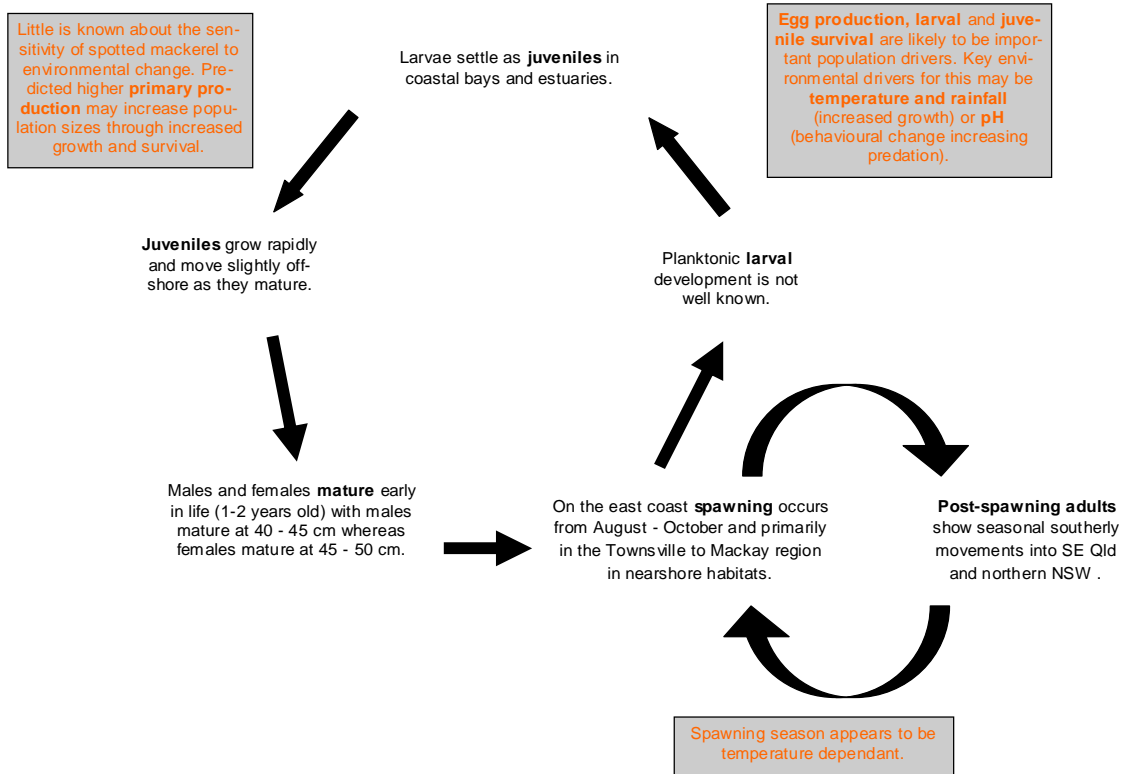 Little is known about the sen-
sitivity of spotted mackerel to
environmental change. Pre-
dicted higher primary pro-
duction may increase popu-
lation sizes through increased
growth and survival.
Larvae settle as juveniles in
coastal bays and estuaries.
Egg production, larval and juve-
nile survival are likely to be impor-
tant population drivers. Key envi-
ronmental drivers for this may be
temperature and rainfall
(increased growth) or pH
(behavioural change increasing
predation).
Juveniles grow rapidly
and move slightly off-
shore as they mature.
Planktonic larval
development is not
well known.
Males and females mature early
in life (1-2 years old) with males
mature at 40 - 45 cm whereas
females mature at 45 - 50 cm.
On the east coast spawning occurs
from August - October and primarily
in the Townsville to Mackay region
in nearshore habitats.
Post-spawning adults
show seasonal southerly
movements into SE Qld
and northern NSW .
Spawning season appears to be
temperature dependant.